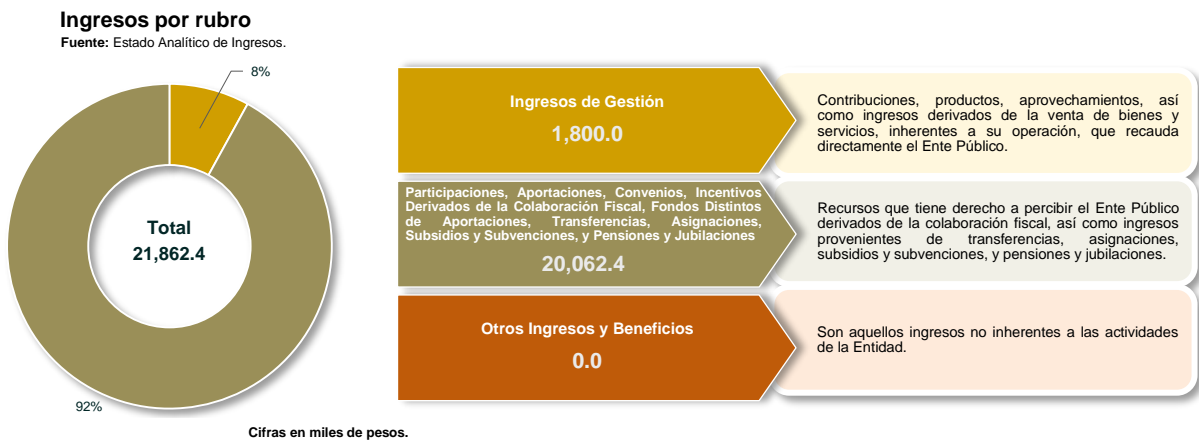 Ingresos por rubro
Fuente: Estado Analítico de Ingresos.
8%
Total
21,862.4
92%
Ingresos de Gestión
1,800.0
Contribuciones, productos, aprovechamientos, así
como ingresos derivados de la venta de bienes y
servicios, inherentes a su operación, que recauda
directamente el Ente Público.
Participaciones, Aportaciones, Convenios, Incentivos
Derivados de la Colaboración Fiscal, Fondos Distintos
de Aportaciones, Transferencias, Asignaciones,
Subsidios y Subvenciones, y Pensiones y Jubilaciones
20,062.4
Recursos que tiene derecho a percibir el Ente Público
derivados de la colaboración fiscal, así como ingresos
provenientes de transferencias, asignaciones,
subsidios y subvenciones, y pensiones y jubilaciones.
Otros Ingresos y Beneficios
0.0
Son aquellos ingresos no inherentes a las actividades
de la Entidad.
Cifras en miles de pesos.